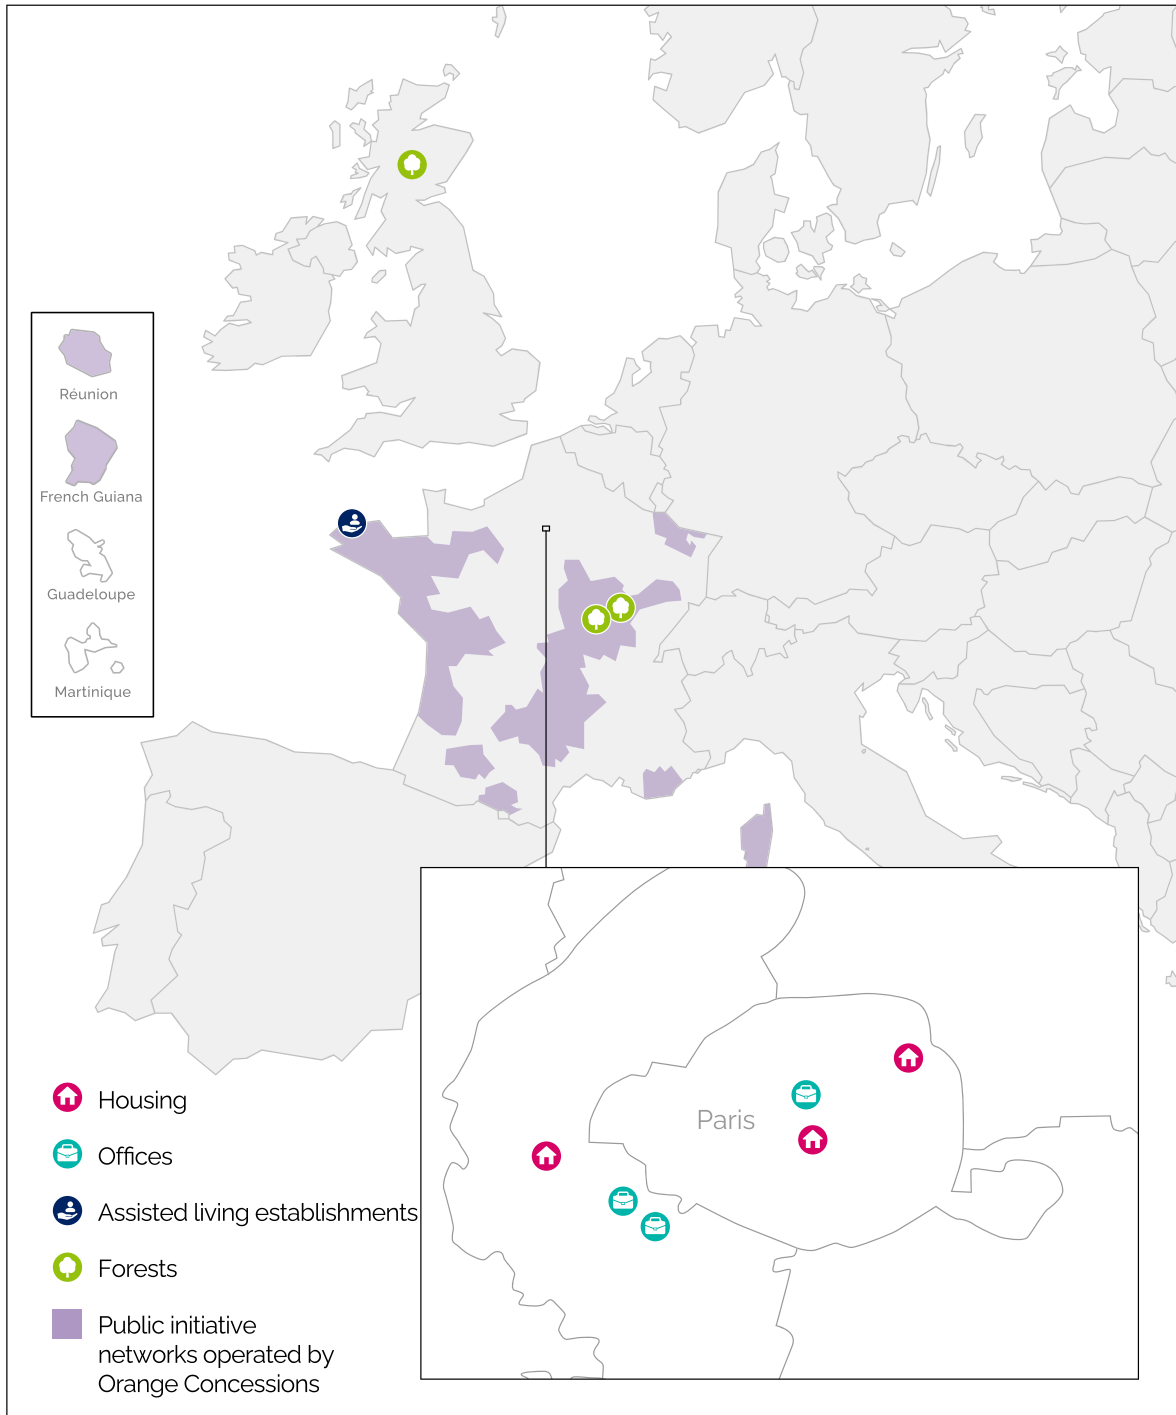 Réunion
French Guiana
Guadeloupe
Martinique
Housing
Offices
Assisted living establishments
Forests
Public initiative
networks operated by
Orange Concessions
Paris